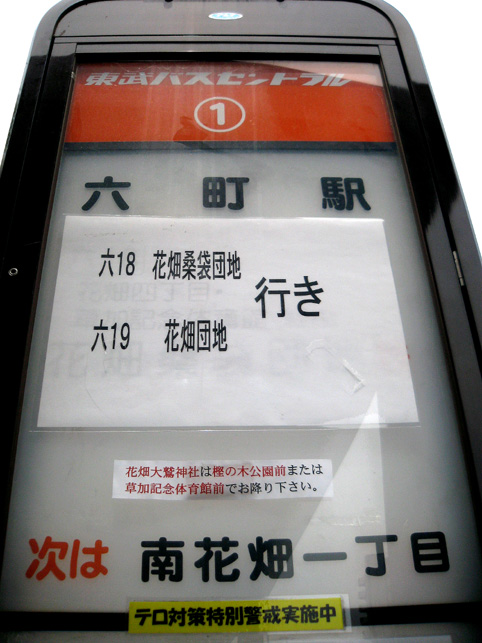 東武バスセントラル
①
六町駅
六18 花畑桑袋団地
行き
六19 花畑団地
花畑大鷲神社は樫の木公園前または
草加記念体育館前でお降り下さい。
次は 南花畑一丁目
テロ対策特別警戒実施中